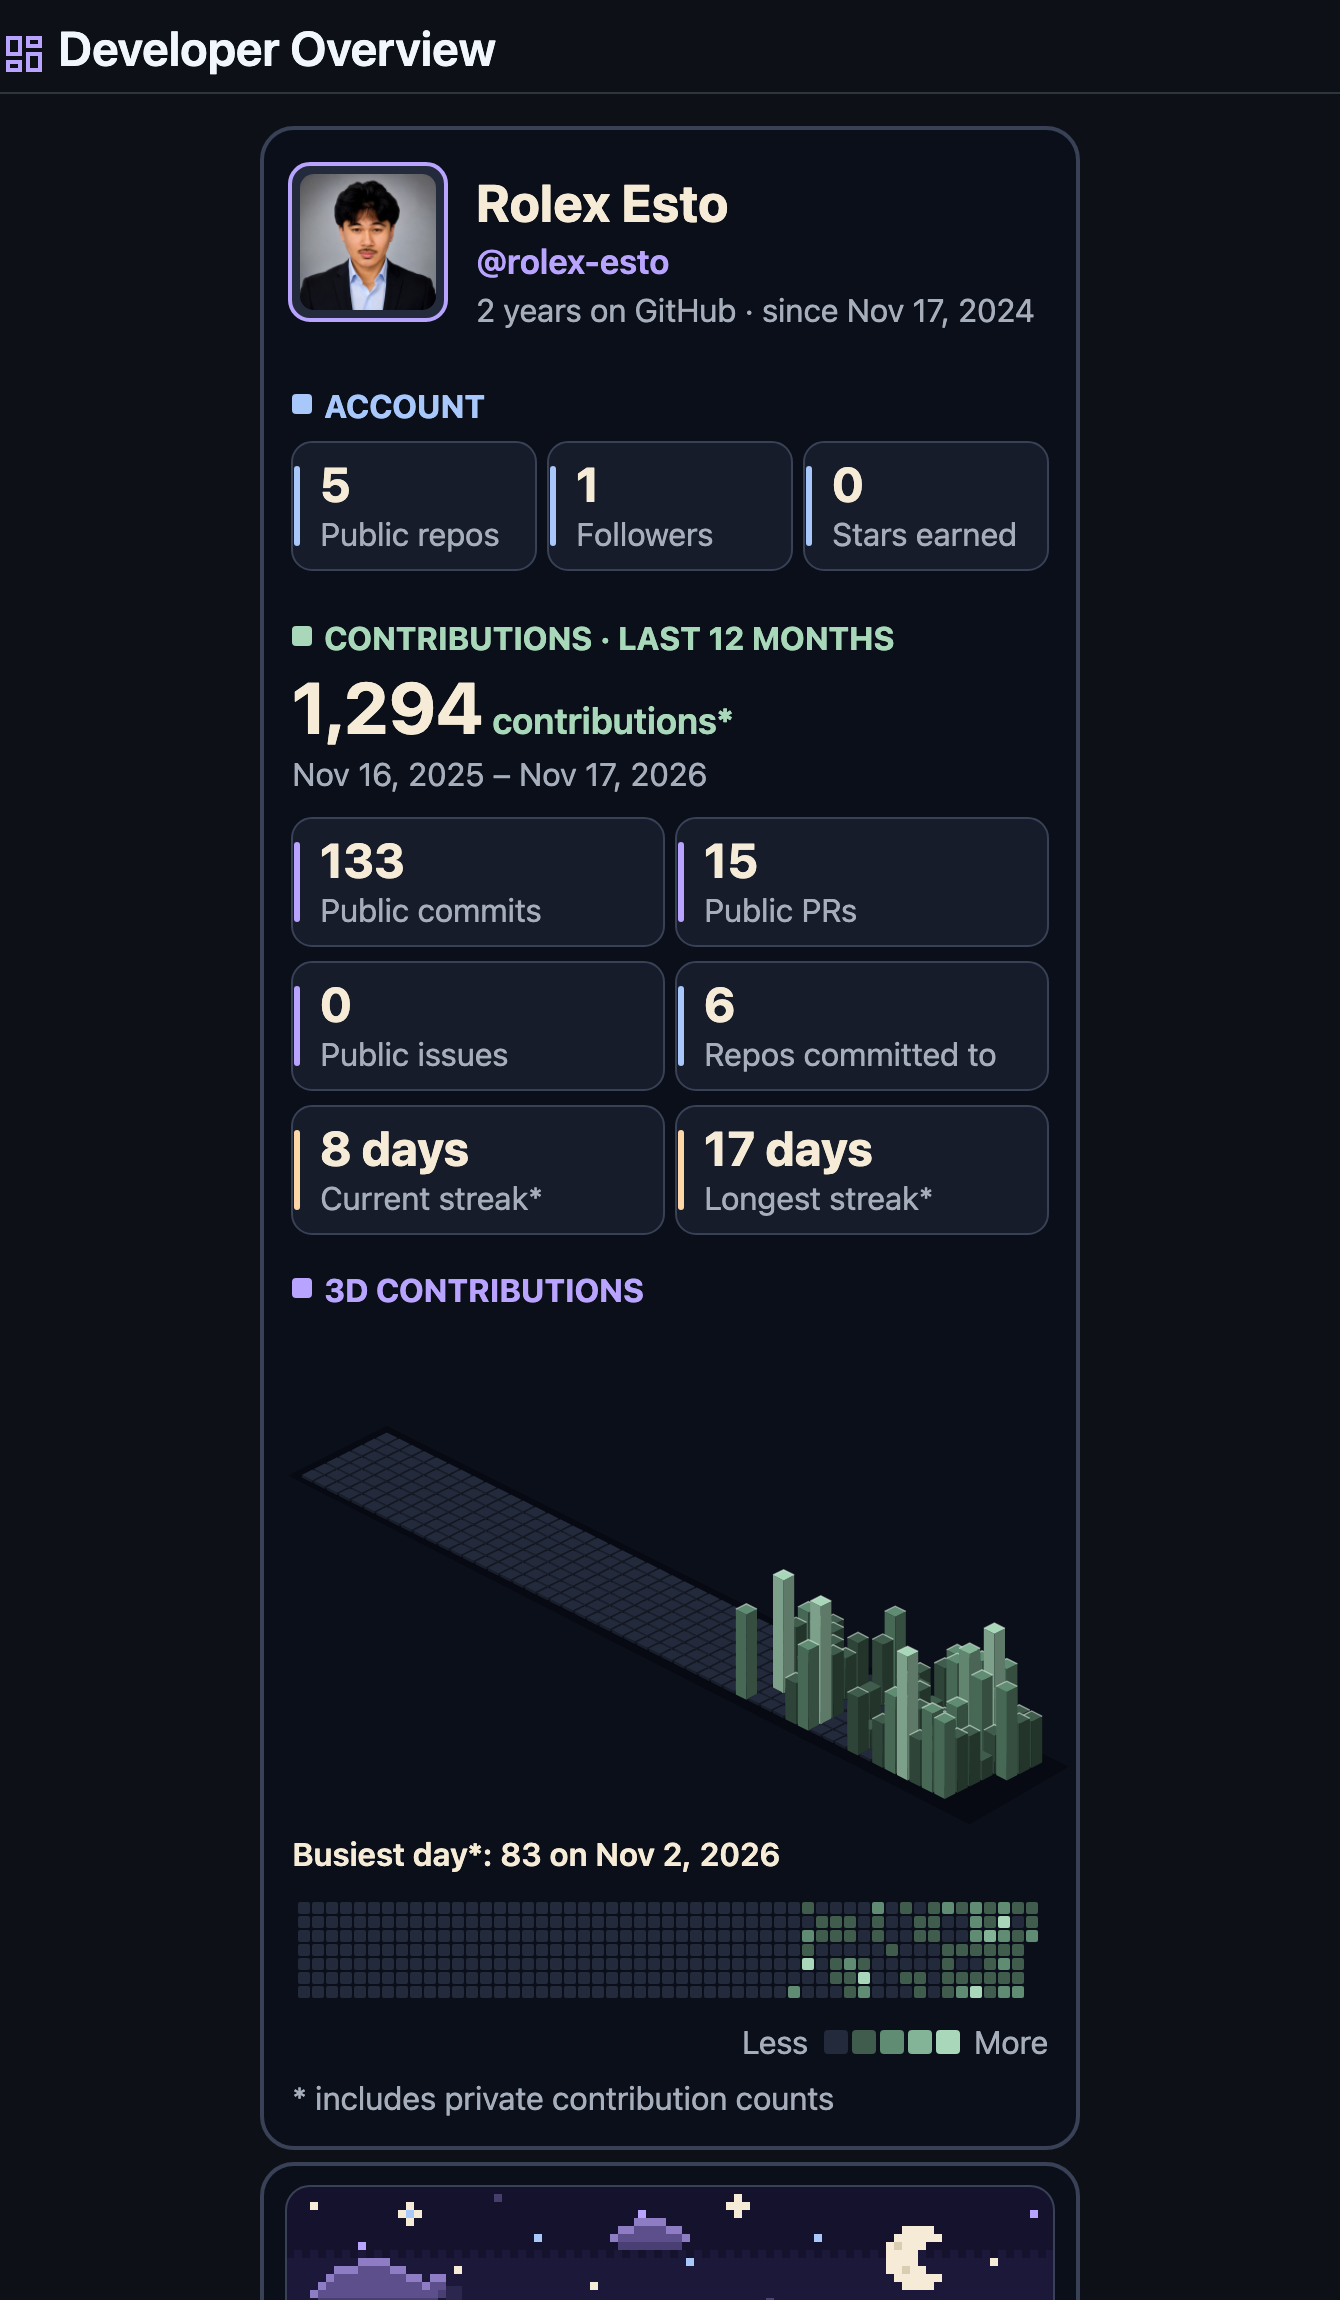 Developer Overview
Rolex Esto
@rolex-esto
2 years on GitHub · since Nov 17, 2024
ACCOUNT
5
Public repos
1
Followers
0
Stars earned
CONTRIBUTIONS · LAST 12 MONTHS
1,294 contributions*
Nov 16, 2025 – Nov 17, 2026
133
Public commits
15
Public PRs
0
Public issues
6
Repos committed to
8 days
Current streak*
17 days
Longest streak*
3D CONTRIBUTIONS
Busiest day*: 83 on Nov 2, 2026
Less More
* includes private contribution counts